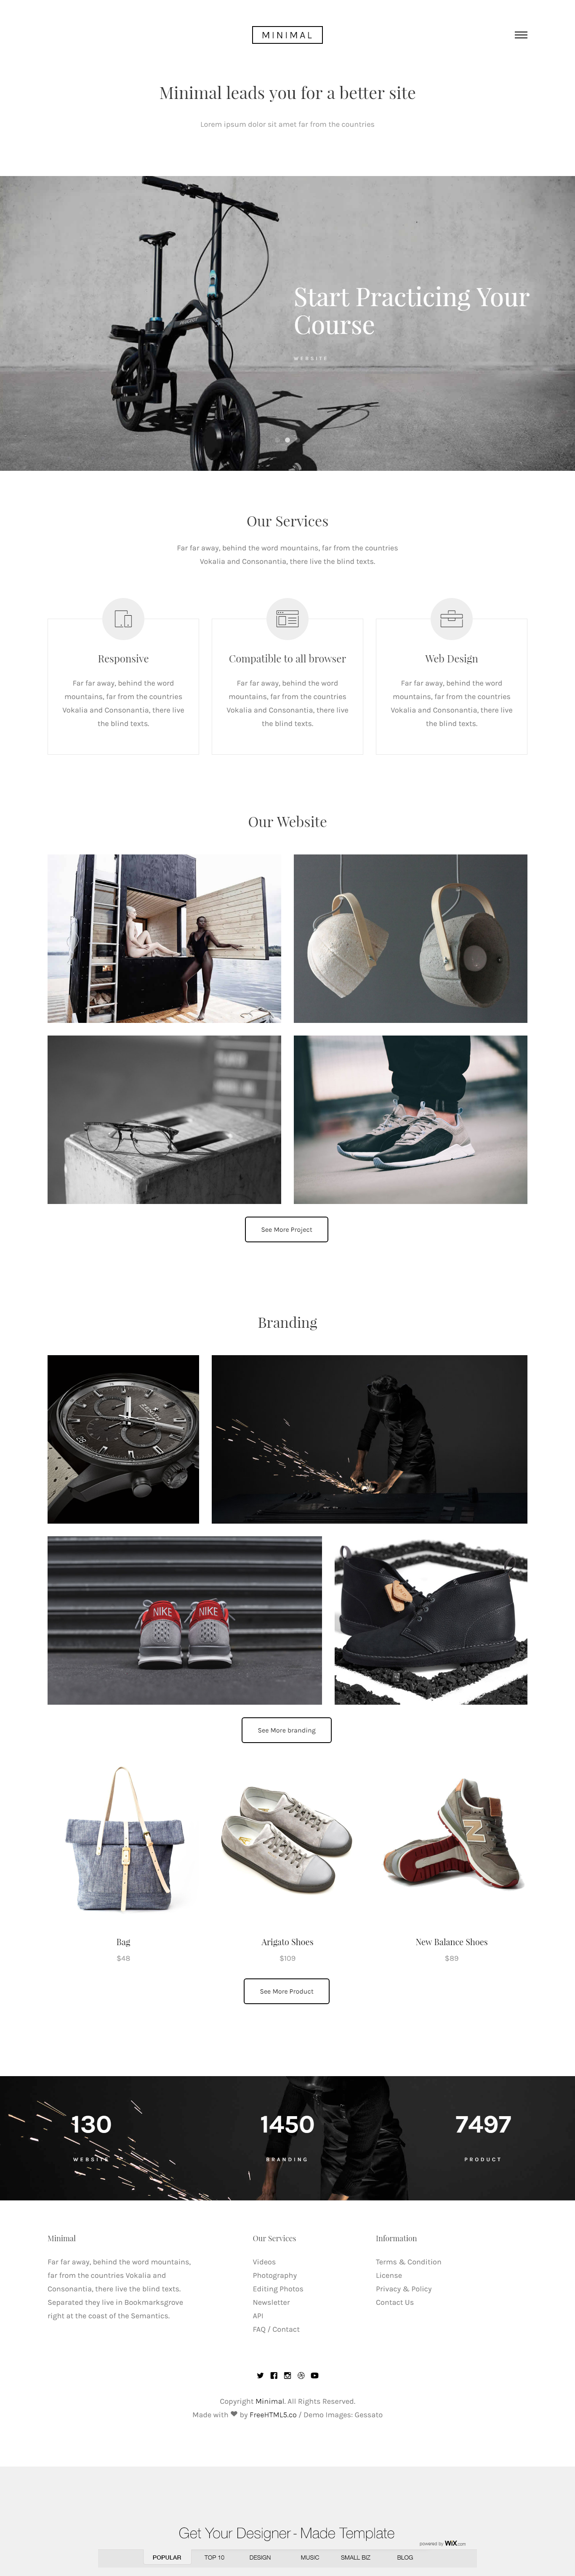 MINIMAL
Minimal leads you for a better site
Lorem ipsum dolor sit amet far from the countries
Start Practicing Your
Course
WEBSITE
Our Services
Far far away, behind the word mountains, far from the countries
Vokalia and Consonantia, there live the blind texts.
Responsive
Far far away, behind the word
mountains, far from the countries
Vokalia and Consonantia, there live
the blind texts.
Compatible to all browser
Far far away, behind the word
mountains, far from the countries
Vokalia and Consonantia, there live
the blind texts.
Web Design
Far far away, behind the word
mountains, far from the countries
Vokalia and Consonantia, there live
the blind texts.
Our Website
See More Project
Branding
ZENITH
NIKE NIKE
See More branding
N
Bag
$48
Arigato Shoes
$109
New Balance Shoes
$89
See More Product
130
WEBSITE
1450
BRANDING
7497
PRODUCT
Minimal
Far far away, behind the word mountains,
far from the countries Vokalia and
Consonantia, there live the blind texts.
Separated they live in Bookmarksgrove
right at the coast of the Semantics.
Our Services
Videos
Photography
Editing Photos
Newsletter
API
FAQ / Contact
Information
Terms & Condition
License
Privacy & Policy
Contact Us
Copyright Minimal. All Rights Reserved.
Made with ♥ by FreeHTML5.co / Demo Images: Gessato
Get Your Designer - Made Template
powered by WiX.com
POPULAR TOP 10 DESIGN MUSIC SMALL BIZ BLOG